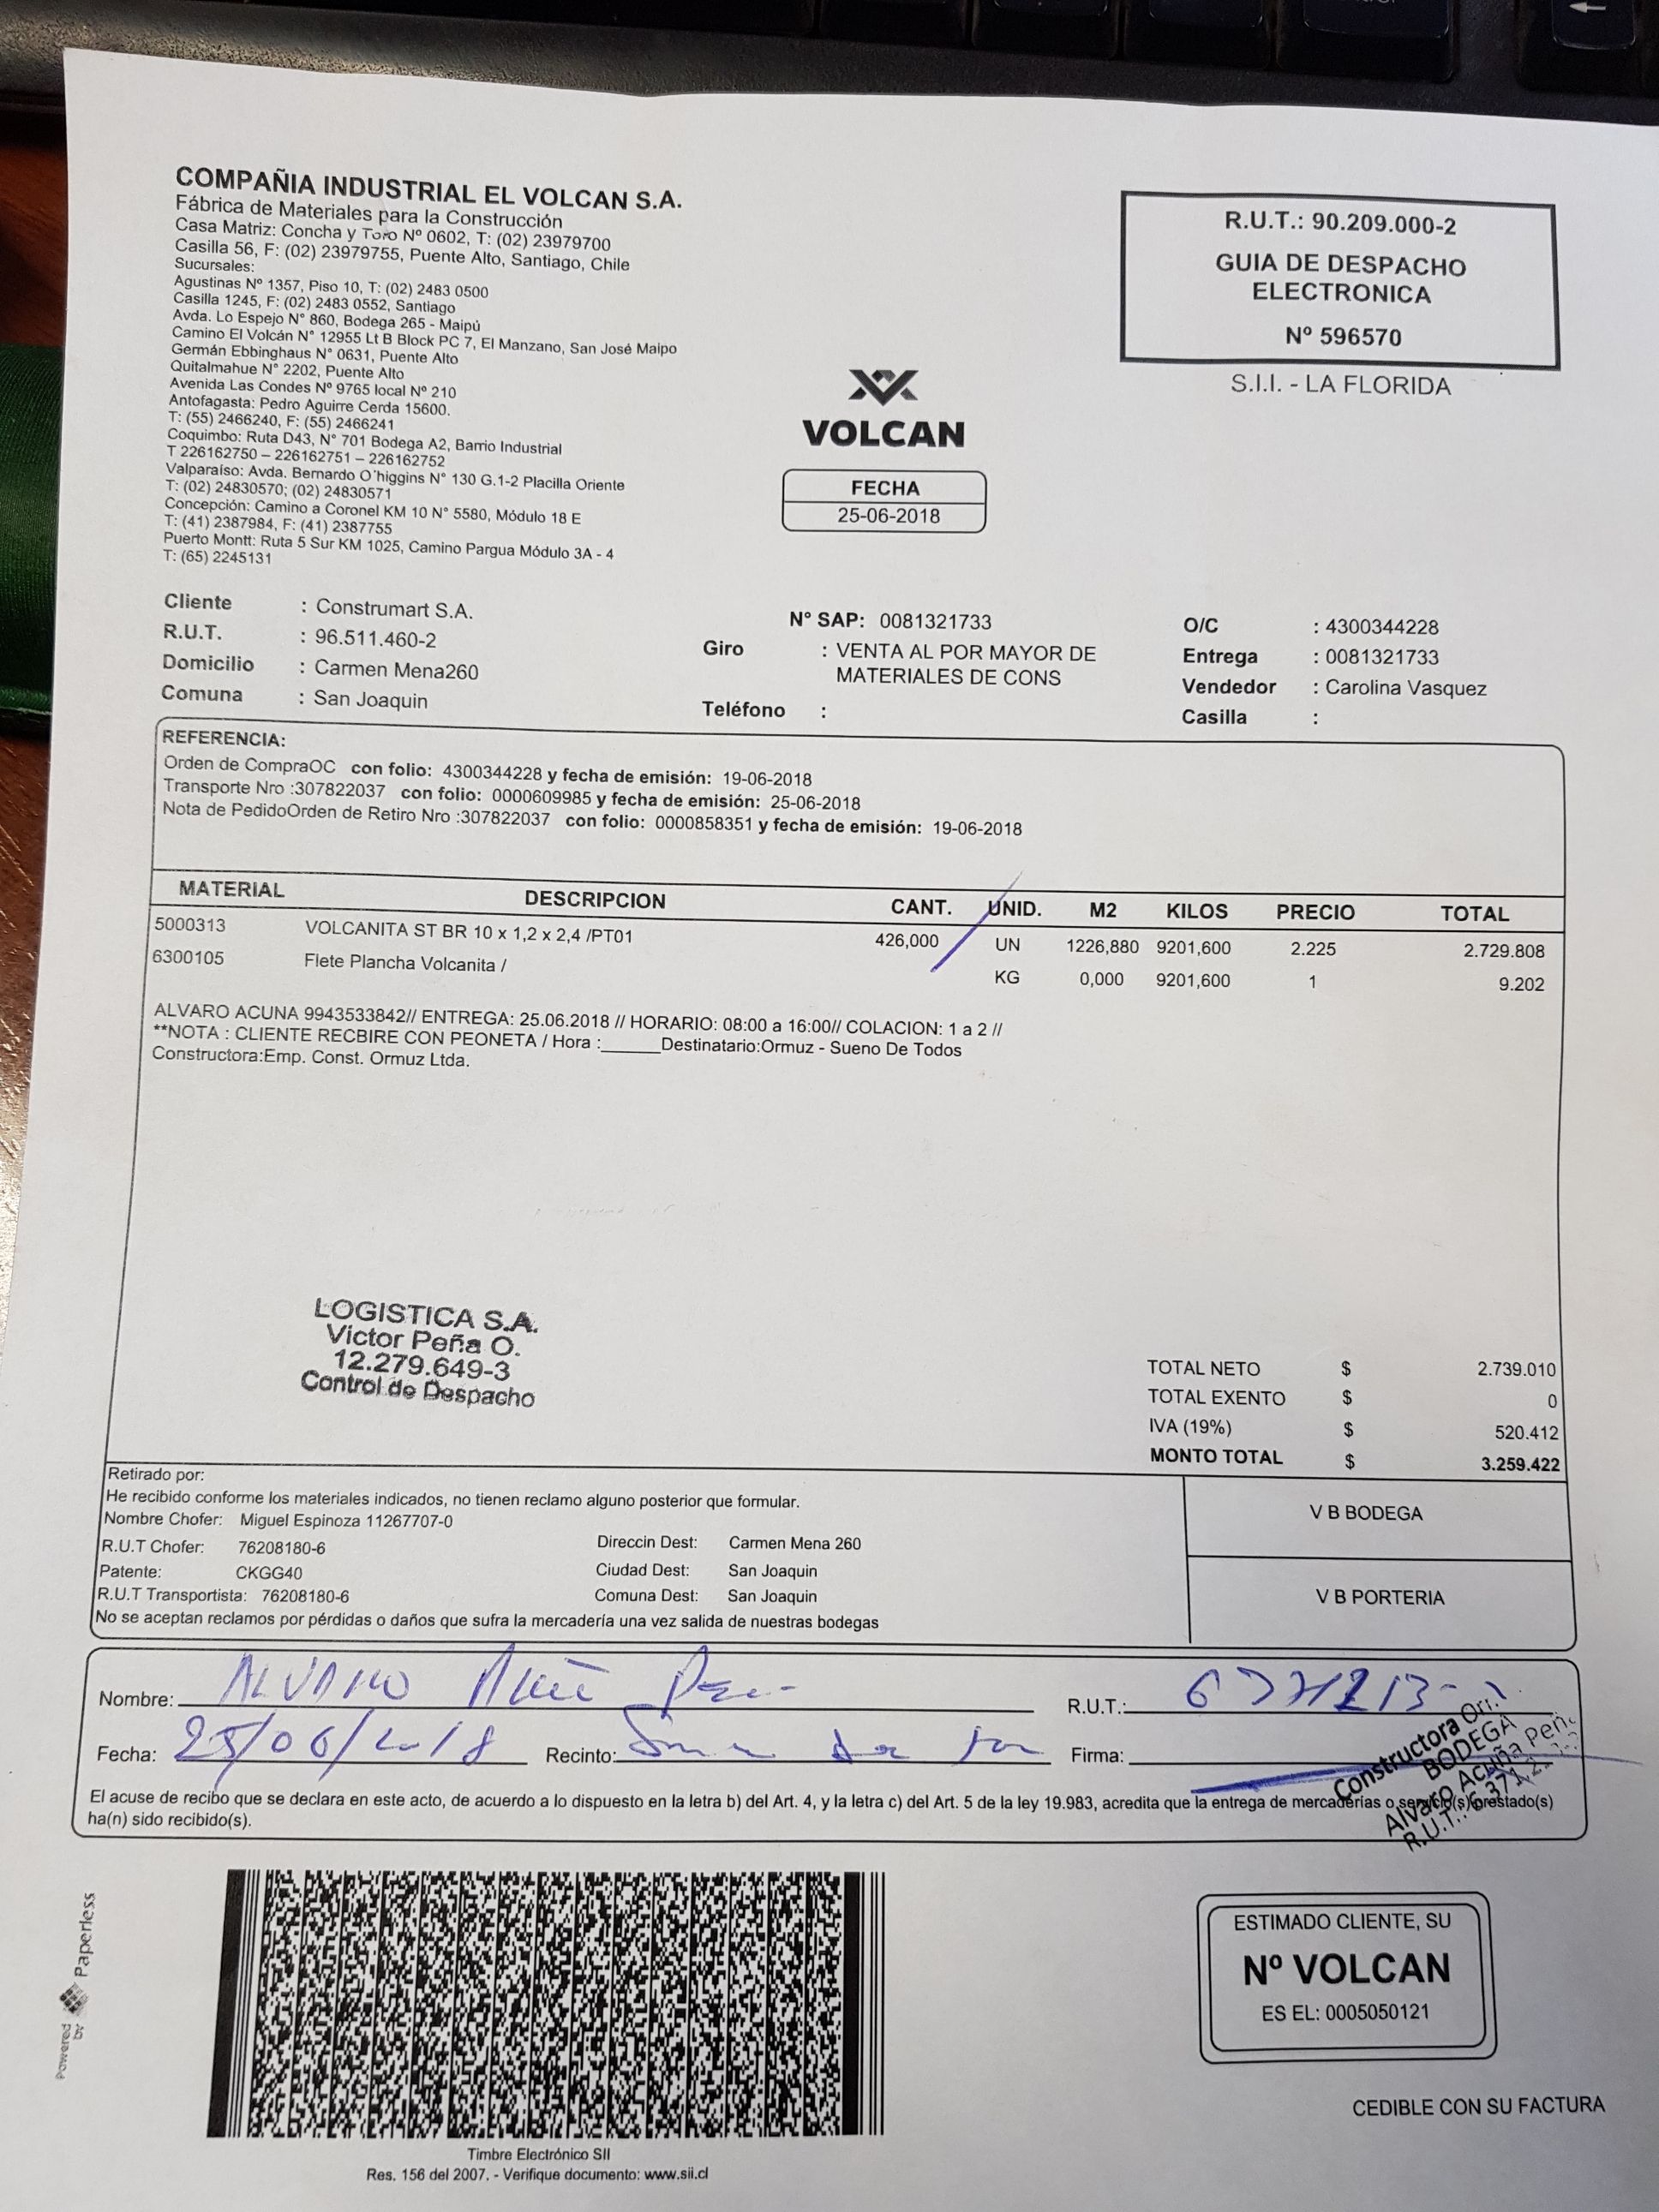 COMPAÑIA INDUSTRIAL EL VOLCAN S.A.
Fábrica de Materiales para la Construcción
Casa Matriz: Concha y Toro Nº 0602, T: (02) 23979700
Casilla 56, F: (02) 23979755, Puente Alto, Santiago, Chile
Sucursales:
Agustinas Nº 1357, Piso 10, T: (02) 2483 0500
Casilla 1245, F: (02) 2483 0552, Santiago
Avda. Lo Espejo N° 860, Bodega 265 - Maipú
Camino El Volcán N° 12955 Lt B Block PC 7, El Manzano, San José Maipo
Germán Ebbinghaus N° 0631, Puente Alto
Quitalmahue N° 2202, Puente Alto
Avenida Las Condes Nº 9765 local Nº 210
Antofagasta: Pedro Aguirre Cerda 15600.
T: (55) 2466240, F: (55) 2466241
Coquimbo: Ruta D43, N° 701 Bodega A2, Barrio Industrial
T 226162750 – 226162751 – 226162752
Valparaíso: Avda. Bernardo O´higgins N° 130 G.1-2 Placilla Oriente
T: (02) 24830570; (02) 24830571
Concepción: Camino a Coronel KM 10 N° 5580, Módulo 18 E
T: (41) 2387984, F: (41) 2387755
Puerto Montt: Ruta 5 Sur KM 1025, Camino Pargua Módulo 3A - 4
T: (65) 2245131
R.U.T.: 90.209.000-2
GUIA DE DESPACHO
ELECTRONICA
Nº 596570
S.I.I. - LA FLORIDA
VOLCAN
FECHA
25-06-2018
Cliente : Construmart S.A.
R.U.T. : 96.511.460-2
Domicilio : Carmen Mena260
Comuna : San Joaquin
Nº SAP: 0081321733
Giro : VENTA AL POR MAYOR DE
MATERIALES DE CONS
Teléfono :
O/C : 4300344228
Entrega : 0081321733
Vendedor : Carolina Vasquez
Casilla :
REFERENCIA:
Orden de CompraOC con folio: 4300344228 y fecha de emisión: 19-06-2018
Transporte Nro :307822037 con folio: 0000609985 y fecha de emisión: 25-06-2018
Nota de PedidoOrden de Retiro Nro :307822037 con folio: 0000858351 y fecha de emisión: 19-06-2018
MATERIAL DESCRIPCION CANT. UNID. M2 KILOS PRECIO TOTAL
5000313 VOLCANITA ST BR 10 x 1,2 x 2,4 /PT01 426,000 UN 1226,880 9201,600 2.225 2.729.808
6300105 Flete Plancha Volcanita / KG 0,000 9201,600 1 9.202
ALVARO ACUNA 9943533842// ENTREGA: 25.06.2018 // HORARIO: 08:00 a 16:00// COLACION: 1 a 2 //
**NOTA : CLIENTE RECBIRE CON PEONETA / Hora :______Destinatario:Ormuz - Sueno De Todos
Constructora:Emp. Const. Ormuz Ltda.
LOGISTICA S.A.
Victor Peña O.
12.279.649-3
Control de Despacho
TOTAL NETO $ 2.739.010
TOTAL EXENTO $ 0
IVA (19%) $ 520.412
MONTO TOTAL $ 3.259.422
Retirado por:
He recibido conforme los materiales indicados, no tienen reclamo alguno posterior que formular.
Nombre Chofer: Miguel Espinoza 11267707-0
R.U.T Chofer: 76208180-6
Patente: CKGG40
R.U.T Transportista: 76208180-6
Direccin Dest: Carmen Mena 260
Ciudad Dest: San Joaquin
Comuna Dest: San Joaquin
No se aceptan reclamos por pérdidas o daños que sufra la mercadería una vez salida de nuestras bodegas
V B BODEGA
V B PORTERIA
Nombre: ALVARO
R.U.T.:
Fecha: 25/06/2018 Recinto: Firma:
Constructora
BODEGA
Alvaro Acuña
R.U.T.:
El acuse de recibo que se declara en este acto, de acuerdo a lo dispuesto en la letra b) del Art. 4, y la letra c) del Art. 5 de la ley 19.983, acredita que la entrega de mercaderías o servicio(s) prestado(s)
ha(n) sido recibido(s).
Powered by Paperless
Timbre Electrónico SII
Res. 156 del 2007. - Verifique documento: www.sii.cl
ESTIMADO CLIENTE, SU
Nº VOLCAN
ES EL: 0005050121
CEDIBLE CON SU FACTURA